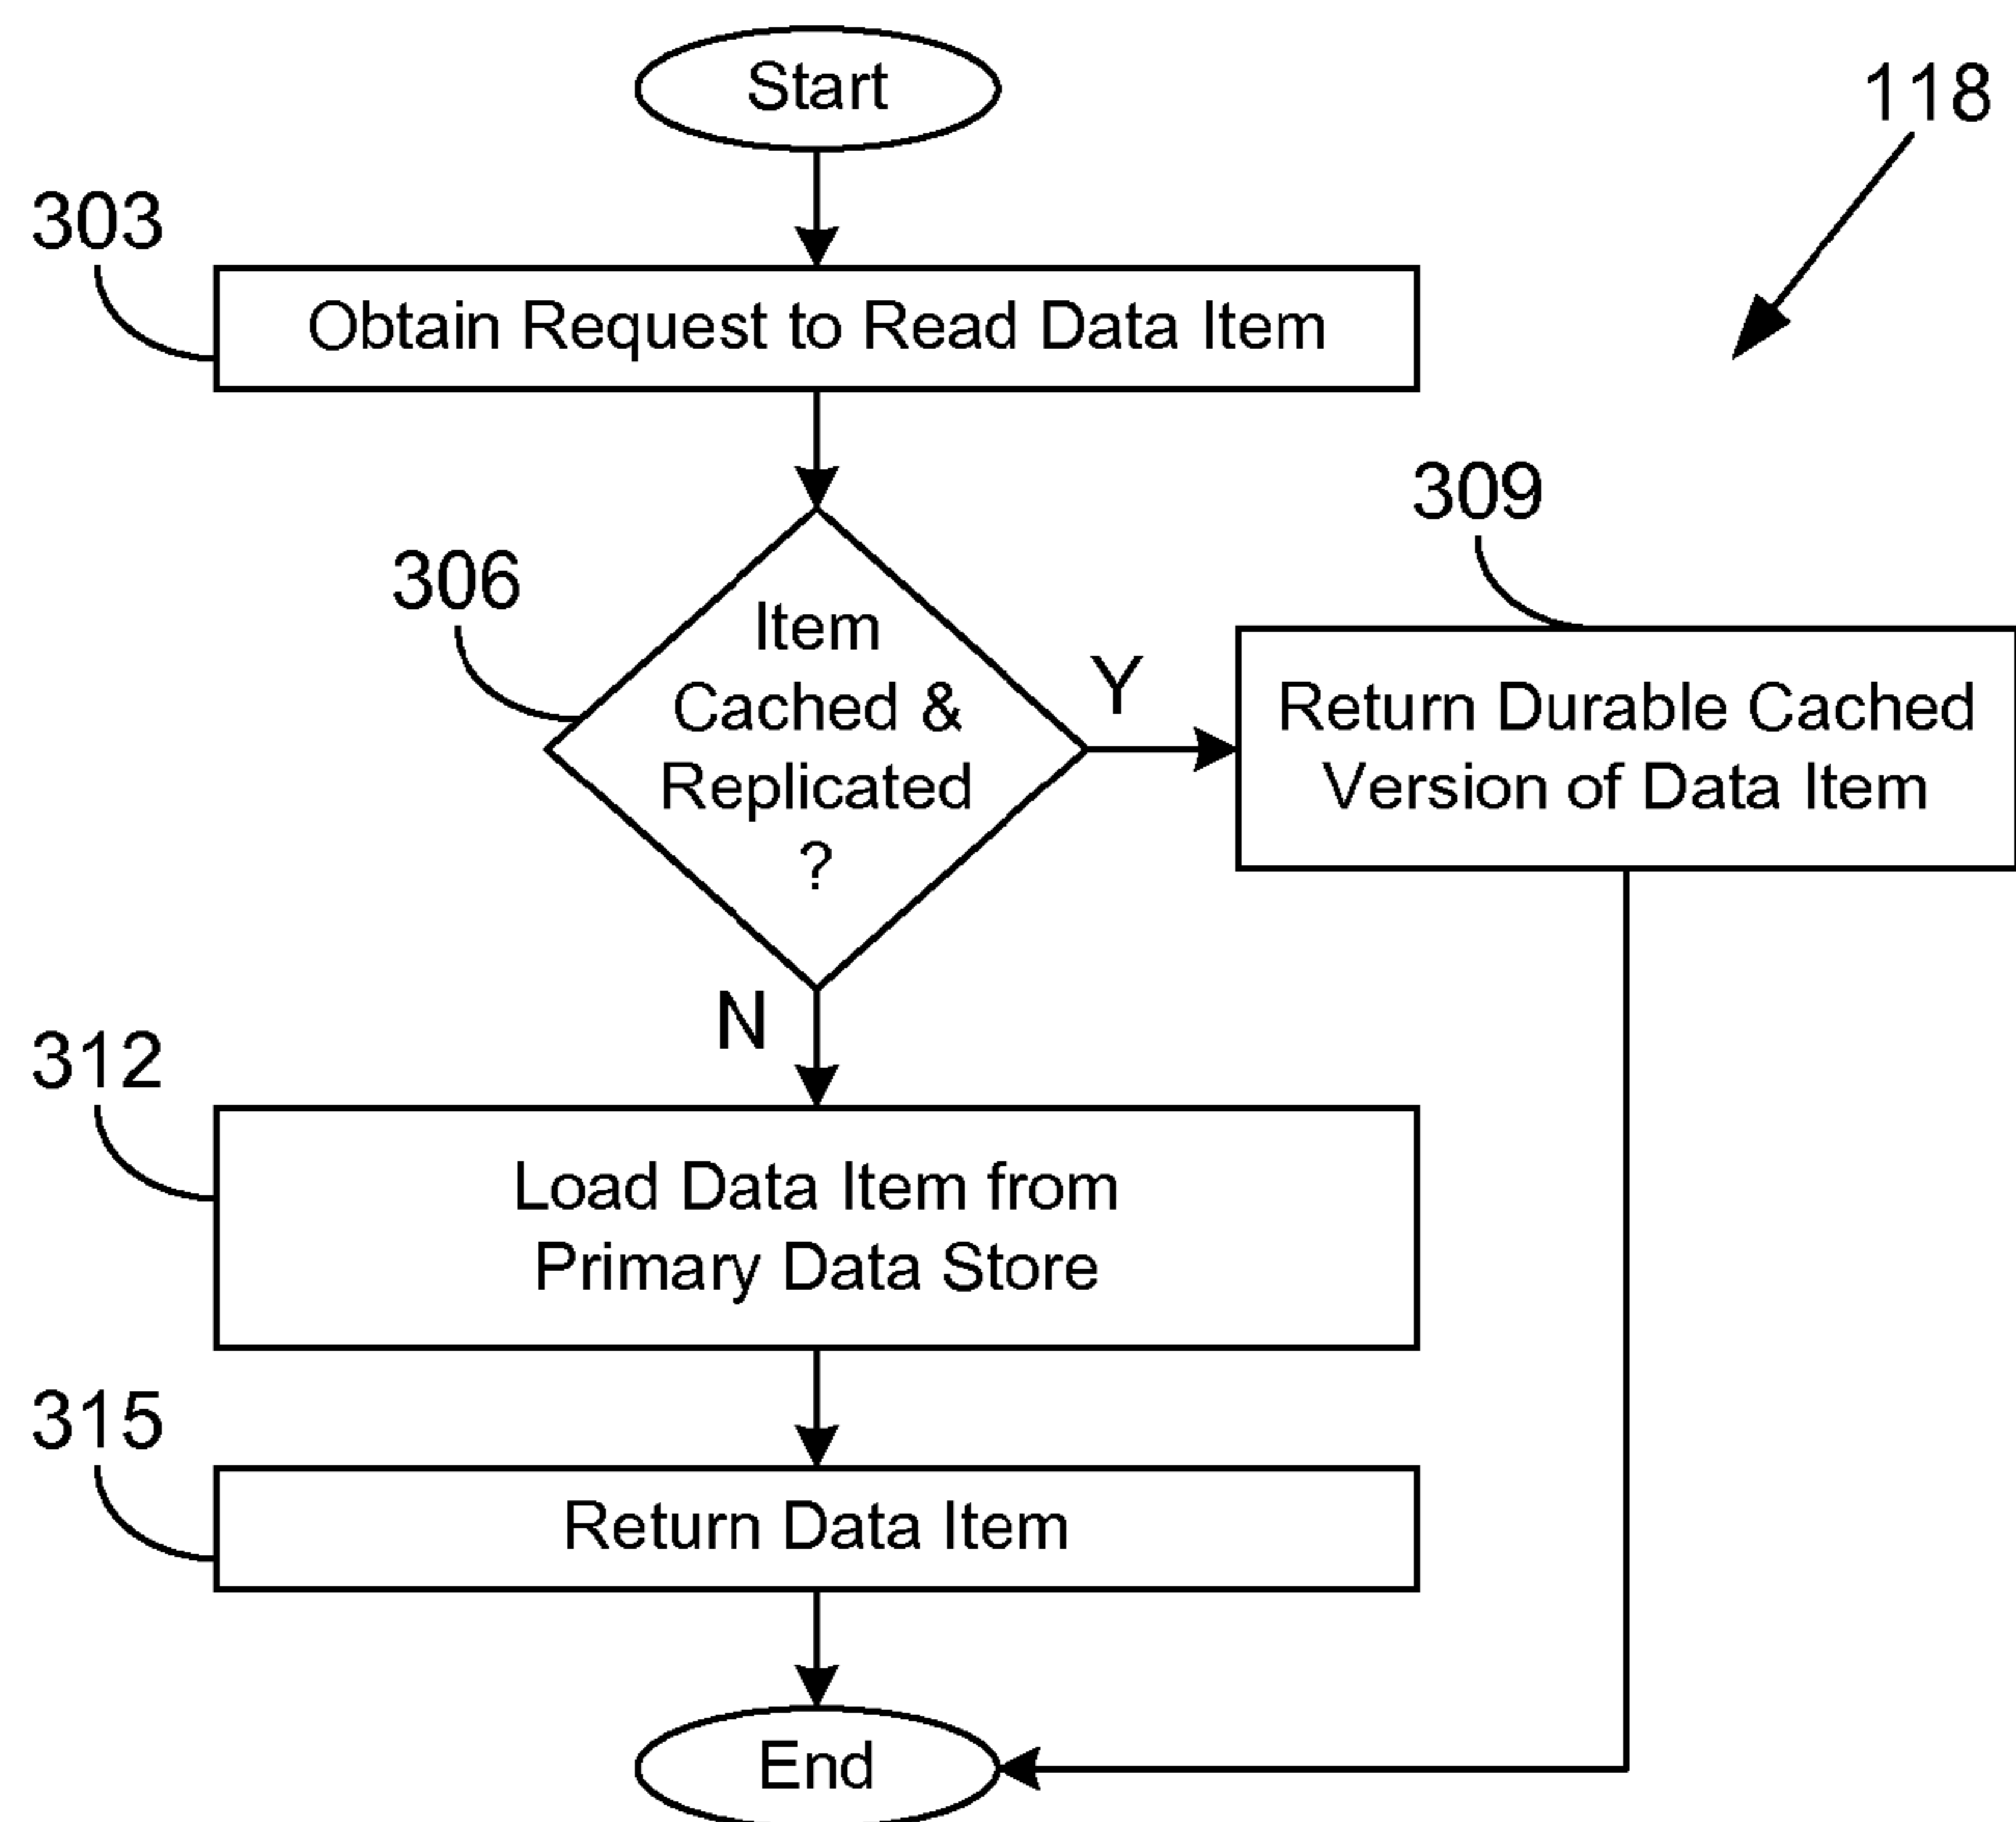 Start
118
303
Obtain Request to Read Data Item
306
Item
Cached &
Replicated
?
Y
309
Return Durable Cached
Version of Data Item
N
312
Load Data Item from
Primary Data Store
315
Return Data Item
End